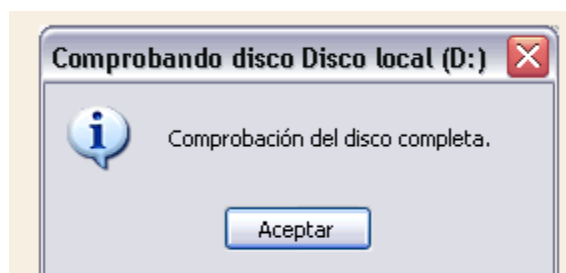 Comprobando disco Disco local (D:)
Comprobación del disco completa.
Aceptar